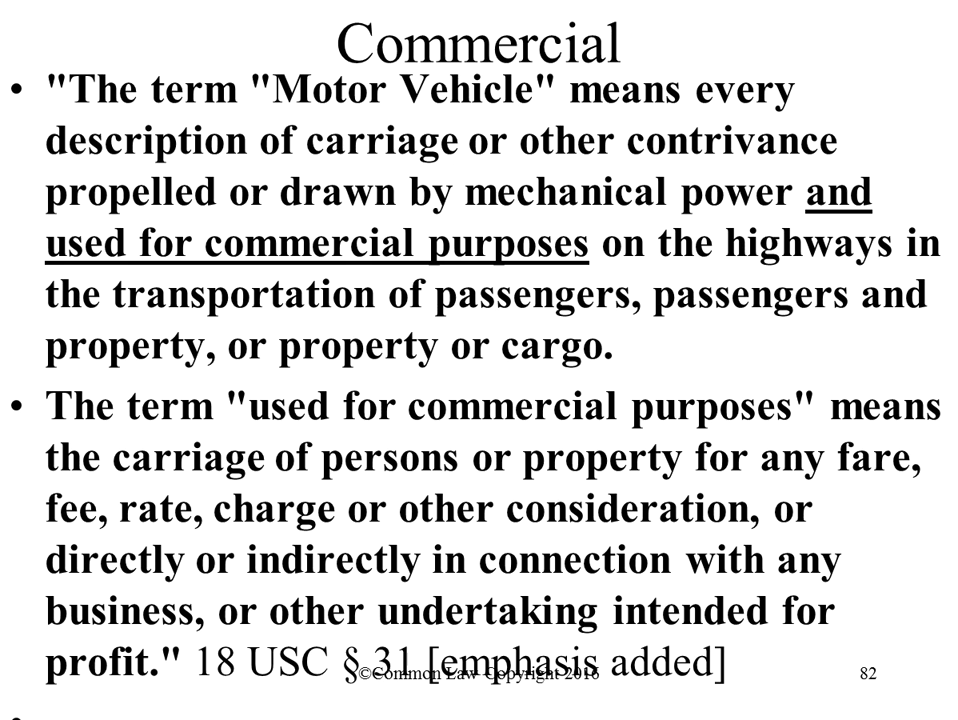 Commercial
• "The term "Motor Vehicle" means every
description of carriage or other contrivance
propelled or drawn by mechanical power and
used for commercial purposes on the highways in
the transportation of passengers, passengers and
property, or property or cargo.
• The term "used for commercial purposes" means
the carriage of persons or property for any fare,
fee, rate, charge or other consideration, or
directly or indirectly in connection with any
business, or other undertaking intended for
profit." 18 USC § 31 [emphasis added]
©Common Law Copyright 2016
82
•